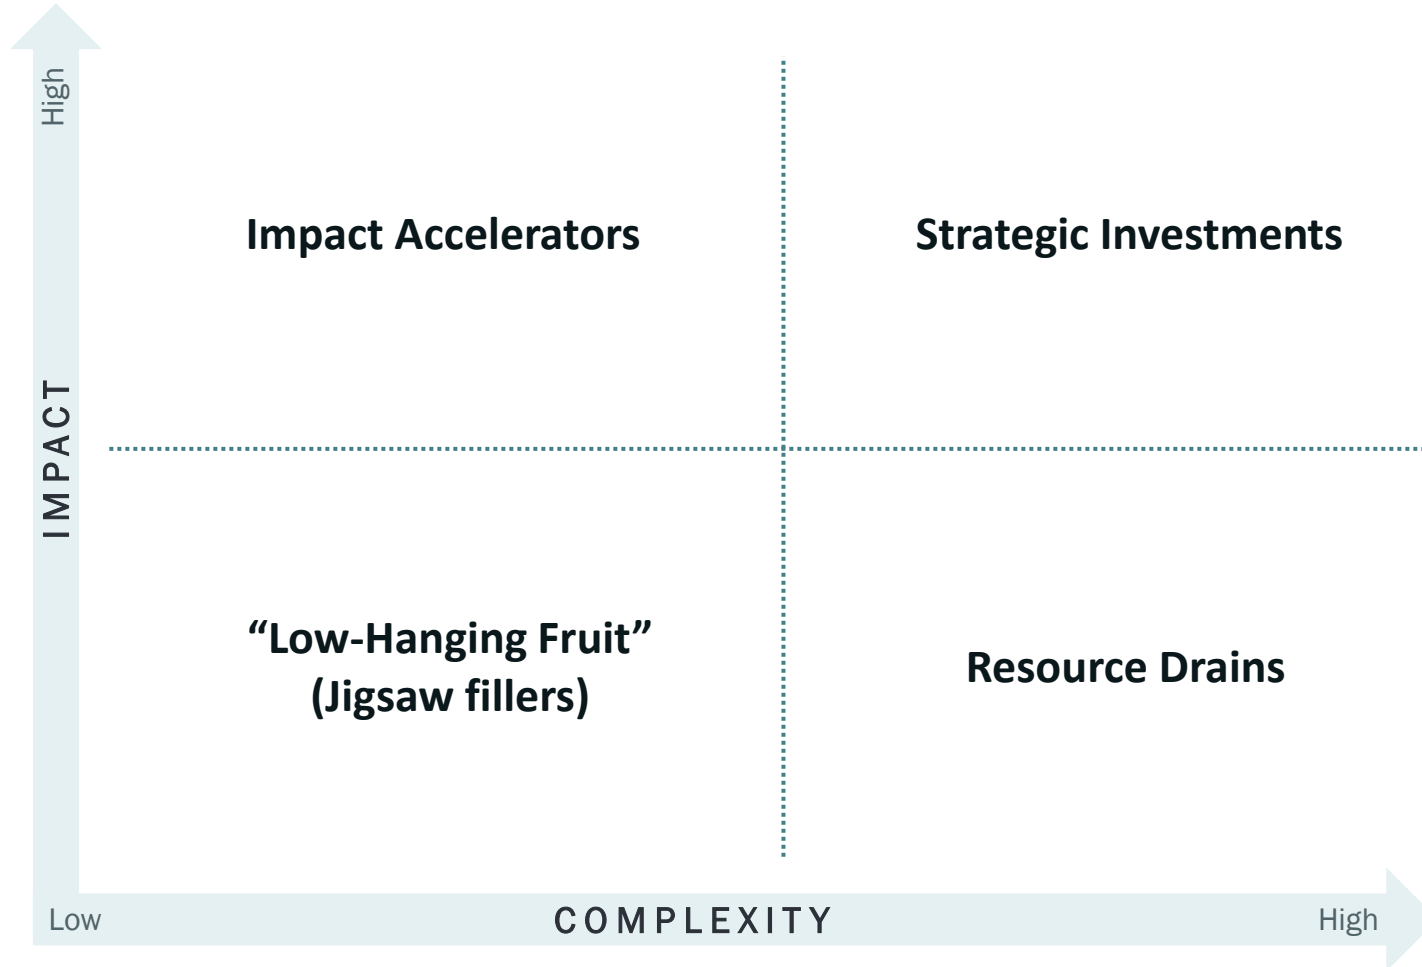 High
Impact Accelerators
Strategic Investments
IMPACT
“Low-Hanging Fruit”
(Jigsaw fillers)
Resource Drains
Low
COMPLEXITY
High